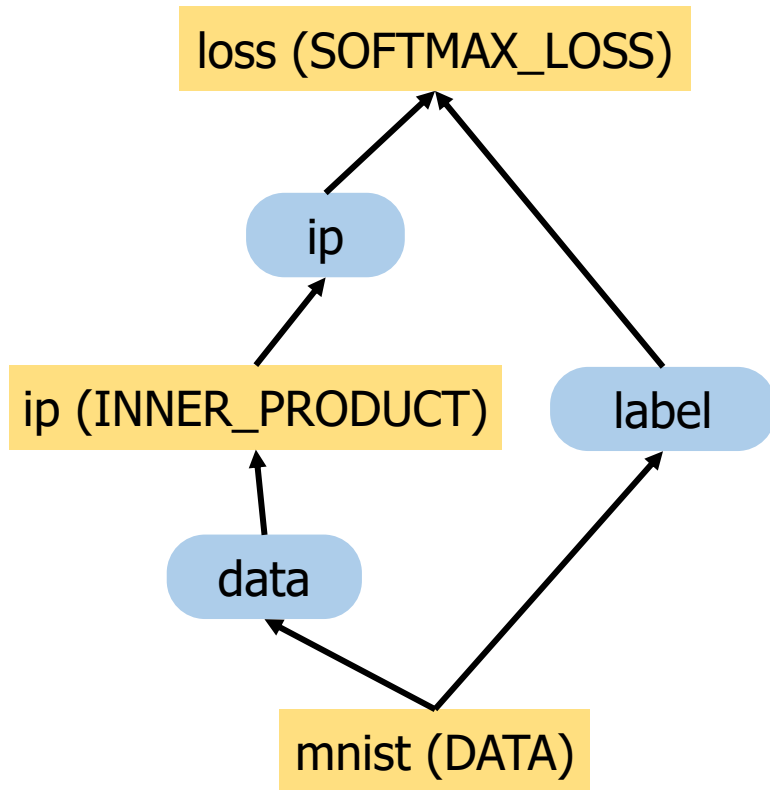 loss (SOFTMAX_LOSS)
ip
ip (INNER_PRODUCT)
label
data
mnist (DATA)